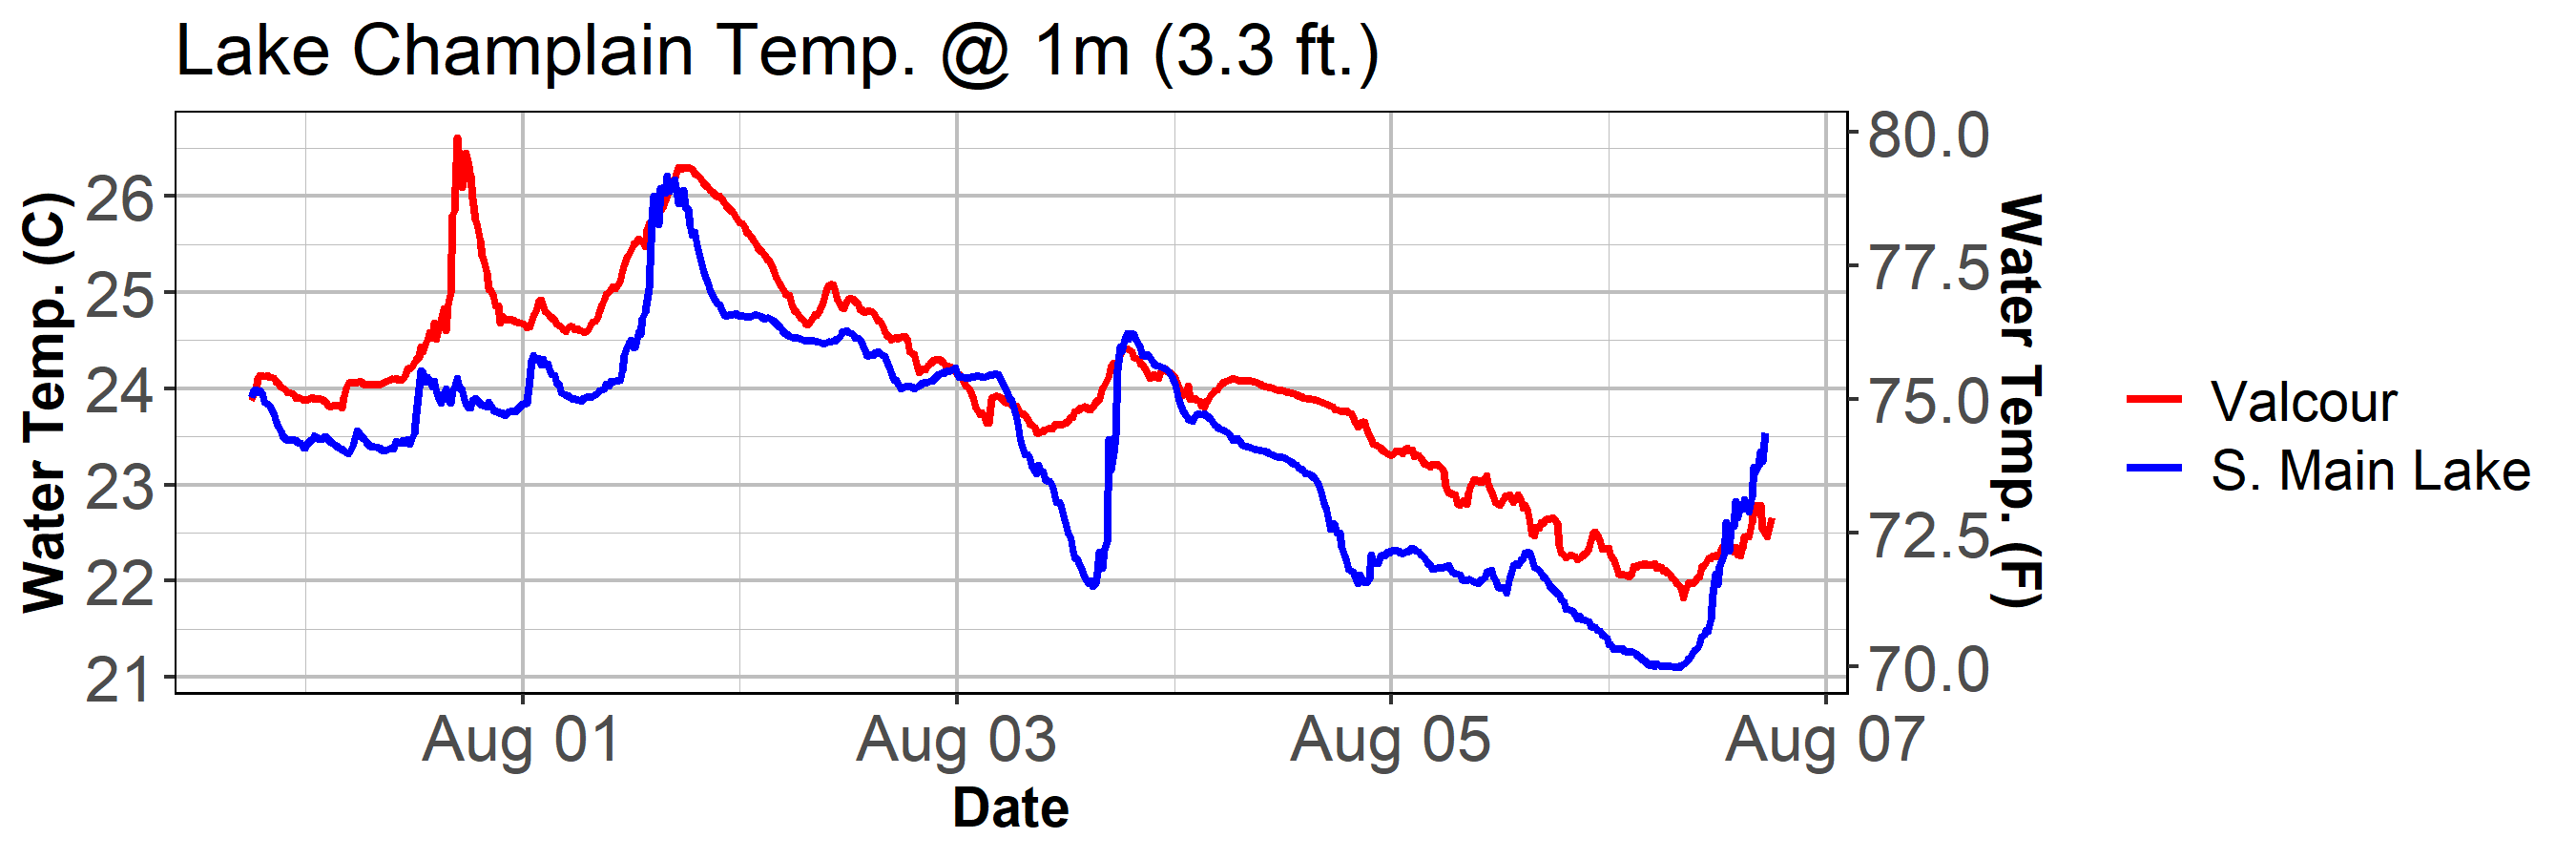 Lake Champlain Temp. @ 1m (3.3 ft.)
Water Temp. (C)
26
25
24
23
22
21
80.0
77.5
75.0
72.5
70.0
Water Temp. (F)
Aug 01
Aug 03
Aug 05
Aug 07
Date
Valcour
S. Main Lake